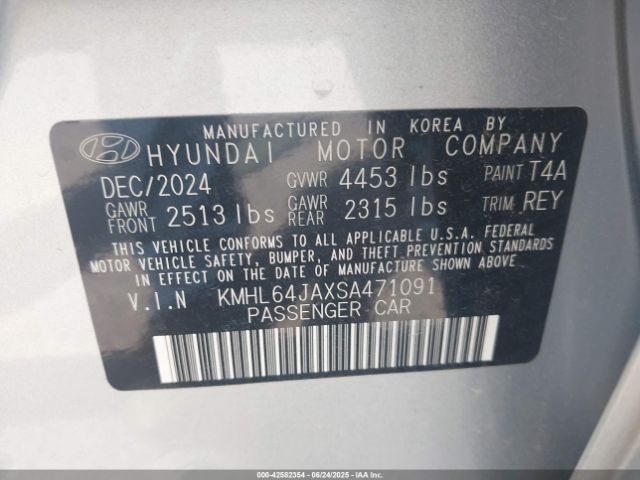 MANUFACTURED IN KOREA BY
HYUNDAI MOTOR COMPANY
DEC/2024 GVWR 4453 lbs PAINT T4A
GAWR FRONT 2513 lbs GAWR REAR 2315 lbs TRIM REY
THIS VEHICLE CONFORMS TO ALL APPLICABLE U.S.A. FEDERAL
MOTOR VEHICLE SAFETY, BUMPER, AND THEFT PREVENTION STANDARDS
IN EFFECT ON THE DATE OF MANUFACTURE SHOWN ABOVE.
V.I.N KMHL64JAXSA471091
PASSENGER CAR
000-42582354 - 06/24/2025 - IAAI.COM